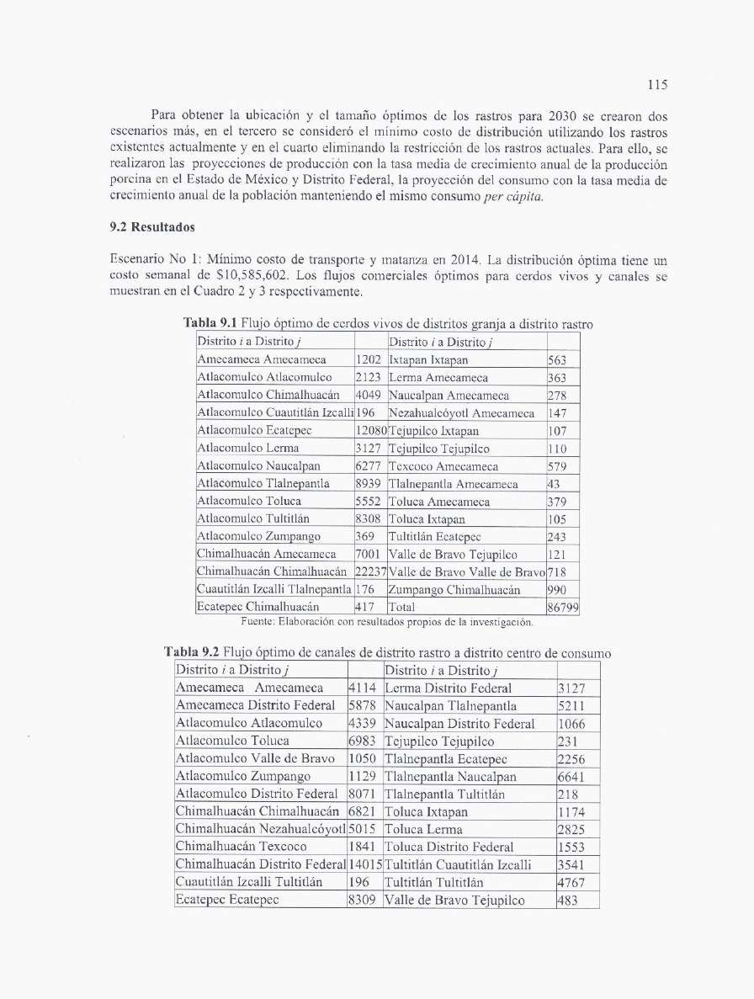 115
Para obtener la ubicación y el tamaño óptimos de los rastros para 2030 se crearon dos
escenarios más, en el tercero se consideró el mínimo costo de distribución utilizando los rastros
existentes actualmente y en el cuarto eliminando la restricción de los rastros actuales. Para ello, se
realizaron las proyecciones de producción con la tasa media de crecimiento anual de la producción
porcina en el Estado de México y Distrito Federal, la proyección del consumo con la tasa media de
crecimiento anual de la población manteniendo el mismo consumo per cápita.
9.2 Resultados
Escenario No 1: Mínimo costo de transporte y matanza en 2014. La distribución óptima tiene un
costo semanal de $10,585,602. Los flujos comerciales óptimos para cerdos vivos y canales se
muestran en el Cuadro 2 y 3 respectivamente.
Tabla 9.1 Flujo óptimo de cerdos vivos de distritos granja a distrito rastro
Distrito i a Distrito j Distrito i a Distrito j
Amecameca Amecameca 1202 Ixtapan Ixtapan 563
Atlacomulco Atlacomulco 2123 Lerma Amecameca 363
Atlacomulco Chimalhuacán 4049 Naucalpan Amecameca 278
Atlacomulco Cuautitlán Izcalli 196 Nezahualcóyotl Amecameca 147
Atlacomulco Ecatepec 12080 Tejupilco Ixtapan 107
Atlacomulco Lerma 3127 Tejupilco Tejupilco 110
Atlacomulco Naucalpan 6277 Texcoco Amecameca 579
Atlacomulco Tlalnepantla 8939 Tlalnepantla Amecameca 43
Atlacomulco Toluca 5552 Toluca Amecameca 379
Atlacomulco Tultitlán 8308 Toluca Ixtapan 105
Atlacomulco Zumpango 369 Tultitlán Ecatepec 243
Chimalhuacán Amecameca 7001 Valle de Bravo Tejupilco 121
Chimalhuacán Chimalhuacán 22237 Valle de Bravo Valle de Bravo 718
Cuautitlán Izcalli Tlalnepantla 176 Zumpango Chimalhuacán 990
Ecatepec Chimalhuacán 417 Total 86799
Fuente: Elaboración con resultados propios de la investigación.
Tabla 9.2 Flujo óptimo de canales de distrito rastro a distrito centro de consumo
Distrito i a Distrito j Distrito i a Distrito j
Amecameca Amecameca 4114 Lerma Distrito Federal 3127
Amecameca Distrito Federal 5878 Naucalpan Tlalnepantla 5211
Atlacomulco Atlacomulco 4339 Naucalpan Distrito Federal 1066
Atlacomulco Toluca 6983 Tejupilco Tejupilco 231
Atlacomulco Valle de Bravo 1050 Tlalnepantla Ecatepec 2256
Atlacomulco Zumpango 1129 Tlalnepantla Naucalpan 6641
Atlacomulco Distrito Federal 8071 Tlalnepantla Tultitlán 218
Chimalhuacán Chimalhuacán 6821 Toluca Ixtapan 1174
Chimalhuacán Nezahualcóyotl 5015 Toluca Lerma 2825
Chimalhuacán Texcoco 1841 Toluca Distrito Federal 1553
Chimalhuacán Distrito Federal 14015 Tultitlán Cuautitlán Izcalli 3541
Cuautitlán Izcalli Tultitlán 196 Tultitlán Tultitlán 4767
Ecatepec Ecatepec 8309 Valle de Bravo Tejupilco 483